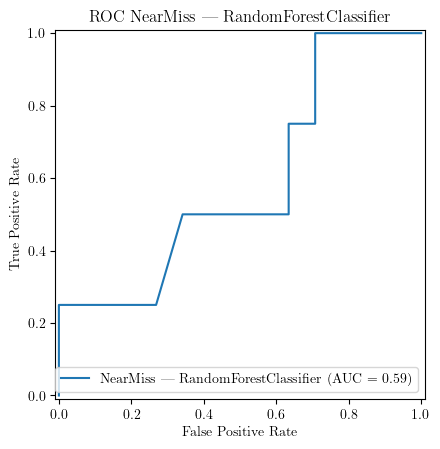 ROC NearMiss — RandomForestClassifier
1.0
0.8
0.6
0.4
0.2
0.0
True Positive Rate
NearMiss — RandomForestClassifier (AUC = 0.59)
0.0 0.2 0.4 0.6 0.8 1.0
False Positive Rate